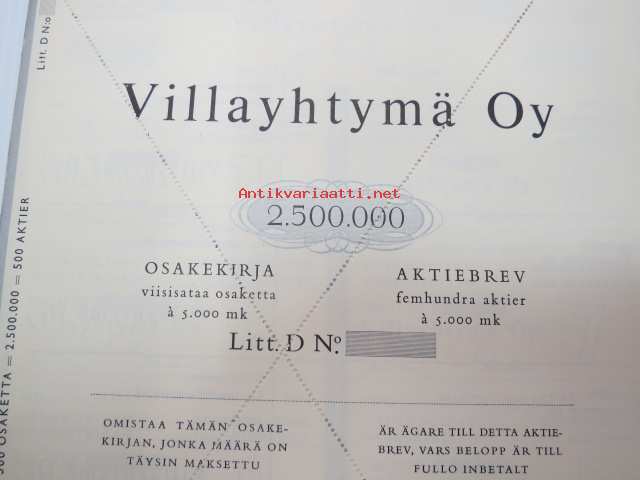 Litt. D N:o
Villayhtymä Oy
Antikvariaatti.net
2.500.000
OSAKEKIRJA
viisisataa osaketta
à 5.000 mk
AKTIEBREV
femhundra aktier
à 5.000 mk
Litt. D No.
OMISTAA TÄMÄN OSAKE-
KIRJAN, JONKA MÄÄRÄ ON
TÄYSIN MAKSETTU
ÄR ÄGARE TILL DETTA AKTIE-
BREV, VARS BELOPP ÄR TILL
FULLO INBETALT
500 OSAKETTA = 2.500.000 = 500 AKTIER